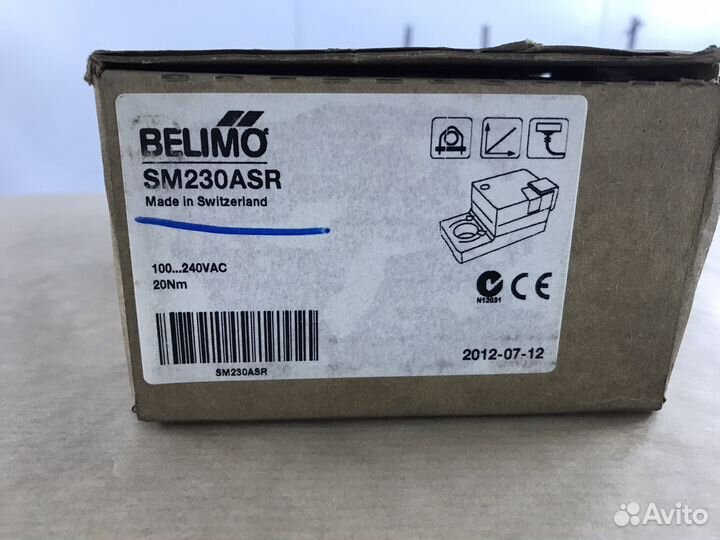 BELIMO
SM230ASR
Made in Switzerland
100...240VAC
20Nm
SM230ASR
N12031
CE
2012-07-12
Avito